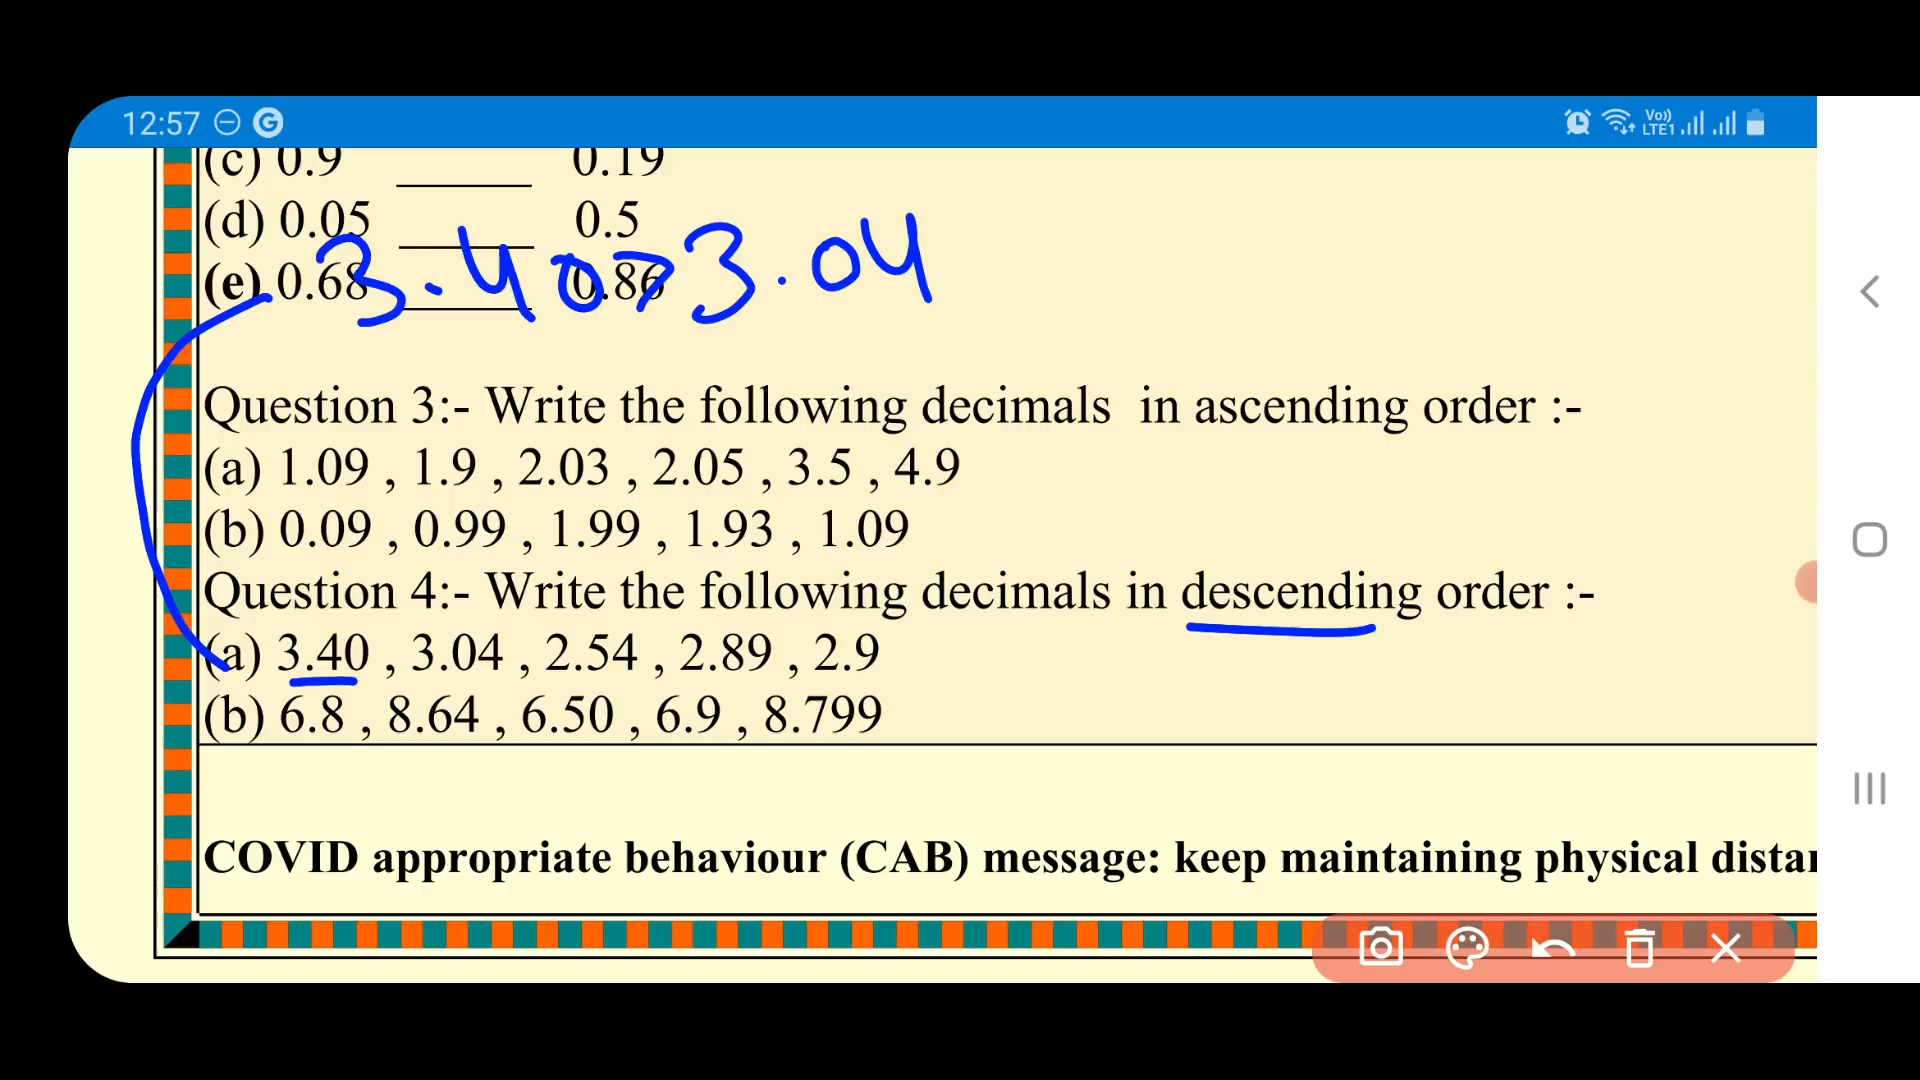 12:57 G Vo)) LTE1
(c) 0.9 ______ 0.19
(d) 0.05 ______ 0.5
(e) 0.68 ______ 0.86
3.40>3.04
Question 3:- Write the following decimals in ascending order :-
(a) 1.09 , 1.9 , 2.03 , 2.05 , 3.5 , 4.9
(b) 0.09 , 0.99 , 1.99 , 1.93 , 1.09
Question 4:- Write the following decimals in descending order :-
(a) 3.40 , 3.04 , 2.54 , 2.89 , 2.9
(b) 6.8 , 8.64 , 6.50 , 6.9 , 8.799
COVID appropriate behaviour (CAB) message: keep maintaining physical